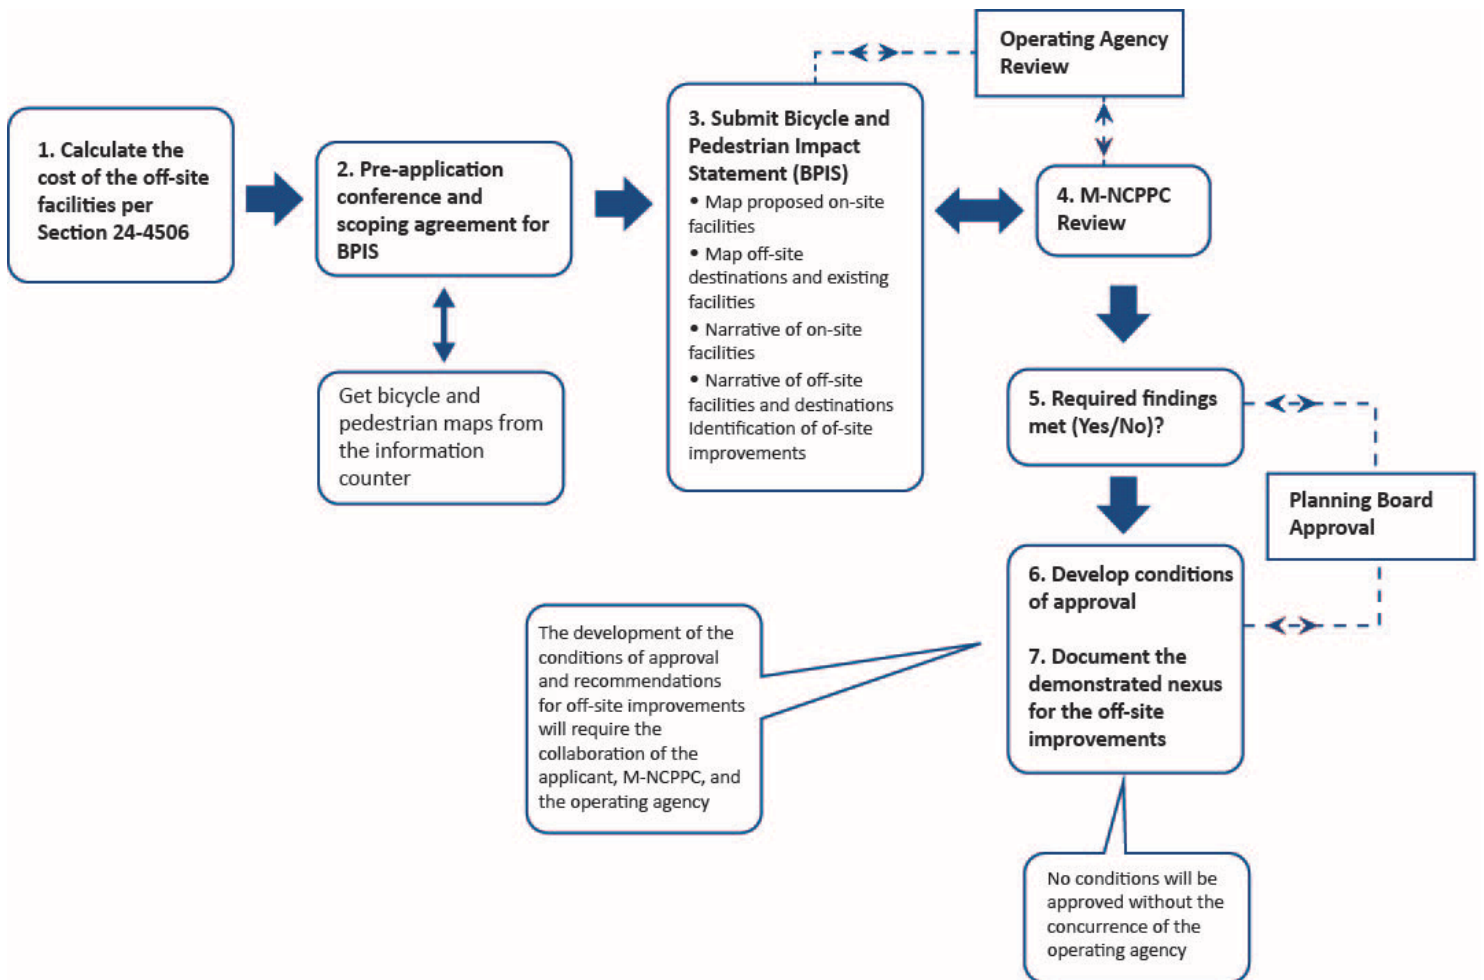 1. Calculate the
cost of the off-site
facilities per
Section 24-4506
2. Pre-application
conference and
scoping agreement for
BPIS
Get bicycle and
pedestrian maps from
the information
counter
3. Submit Bicycle and
Pedestrian Impact
Statement (BPIS)
• Map proposed on-site
facilities
• Map off-site
destinations and existing
facilities
• Narrative of on-site
facilities
• Narrative of off-site
facilities and destinations
Identification of of-site
improvements
Operating Agency
Review
4. M-NCPPC
Review
5. Required findings
met (Yes/No)?
Planning Board
Approval
6. Develop conditions
of approval
7. Document the
demonstrated nexus
for the off-site
improvements
The development of the
conditions of approval
and recommendations
for off-site improvements
will require the
collaboration of the
applicant, M-NCPPC, and
the operating agency
No conditions will be
approved without the
concurrence of the
operating agency